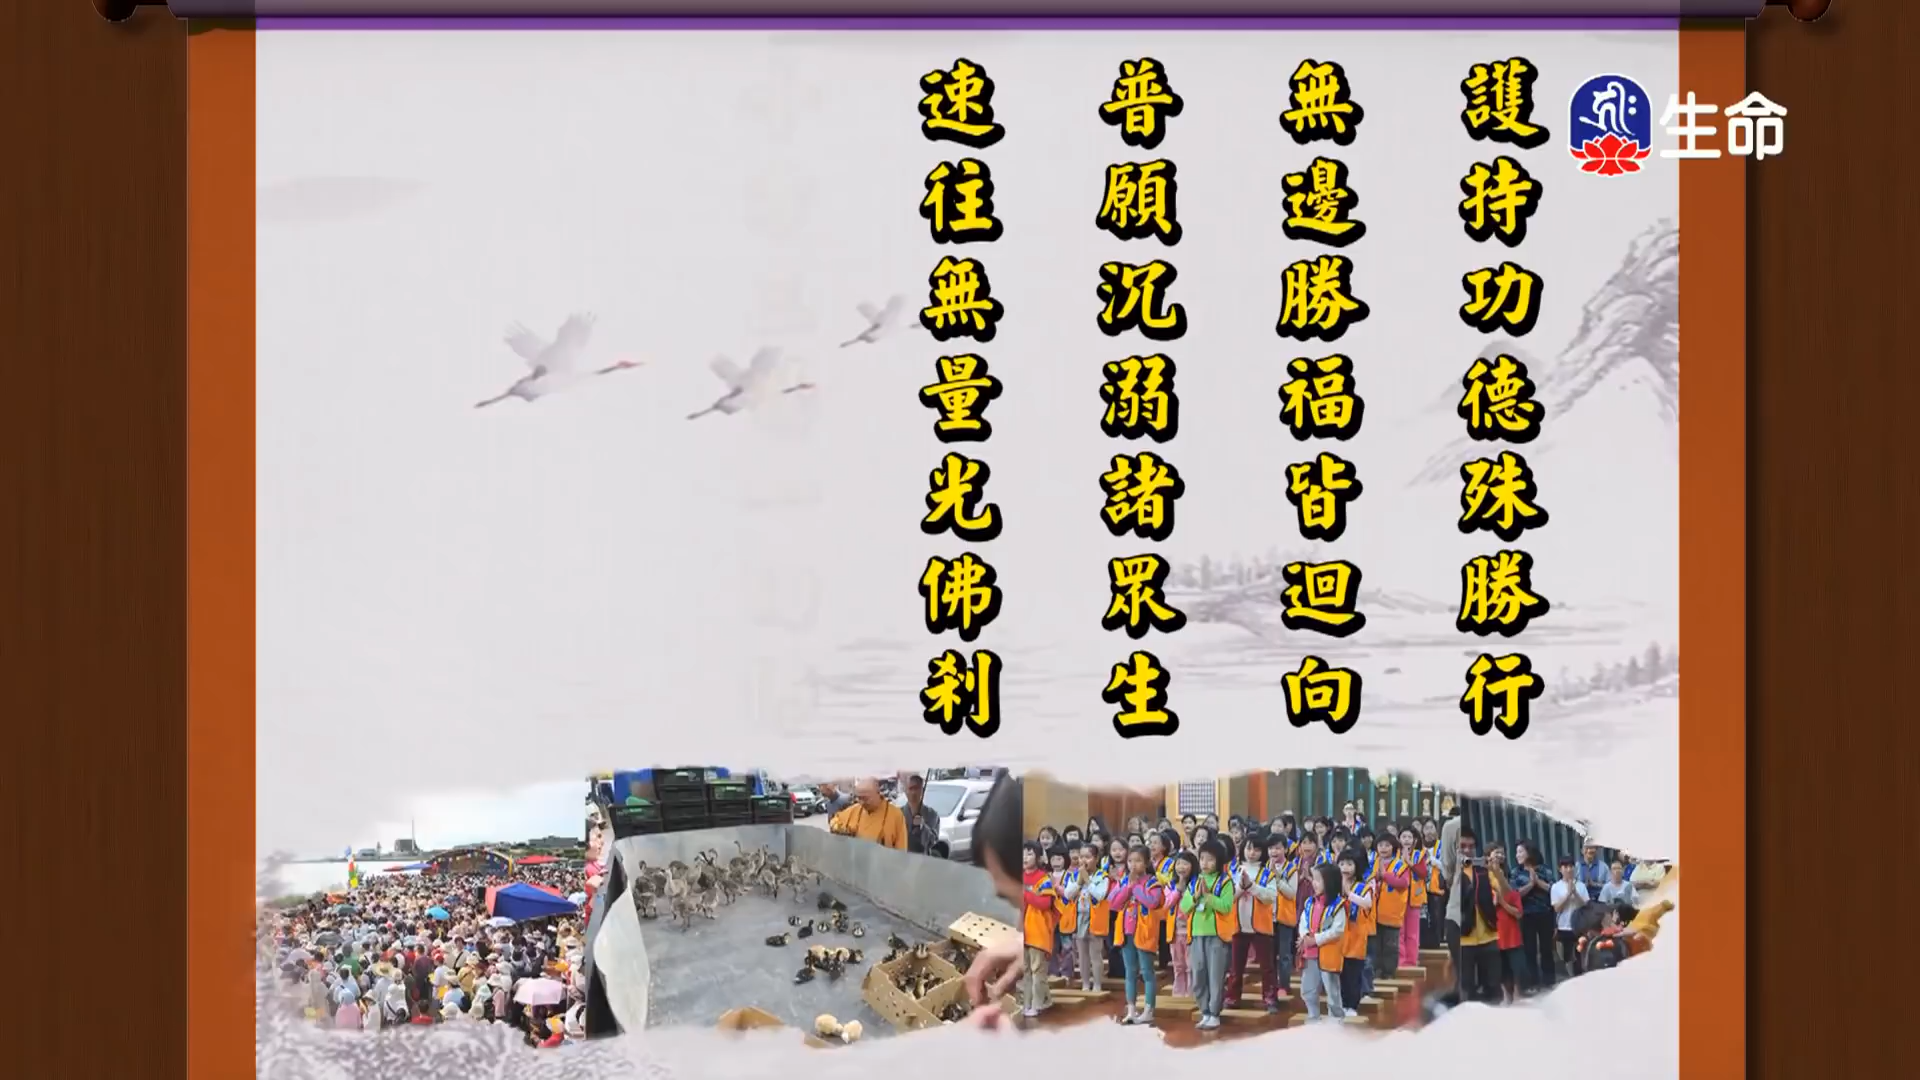 護持功德殊勝行
無邊勝福皆迴向
普願沉溺諸眾生
速往無量光佛剎
生命